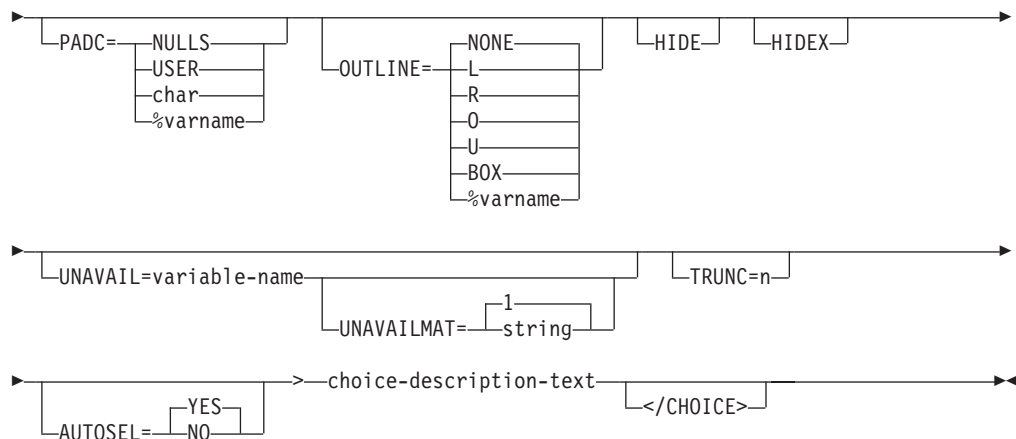 PADC= NULLS
USER
char
%varname
OUTLINE= NONE
L
R
O
U
BOX
%varname
HIDE
HIDEX
UNAVAIL=variable-name
UNAVAILMAT= 1
string
TRUNC=n
AUTOSEL= YES
NO
>choice-description-text
</CHOICE>